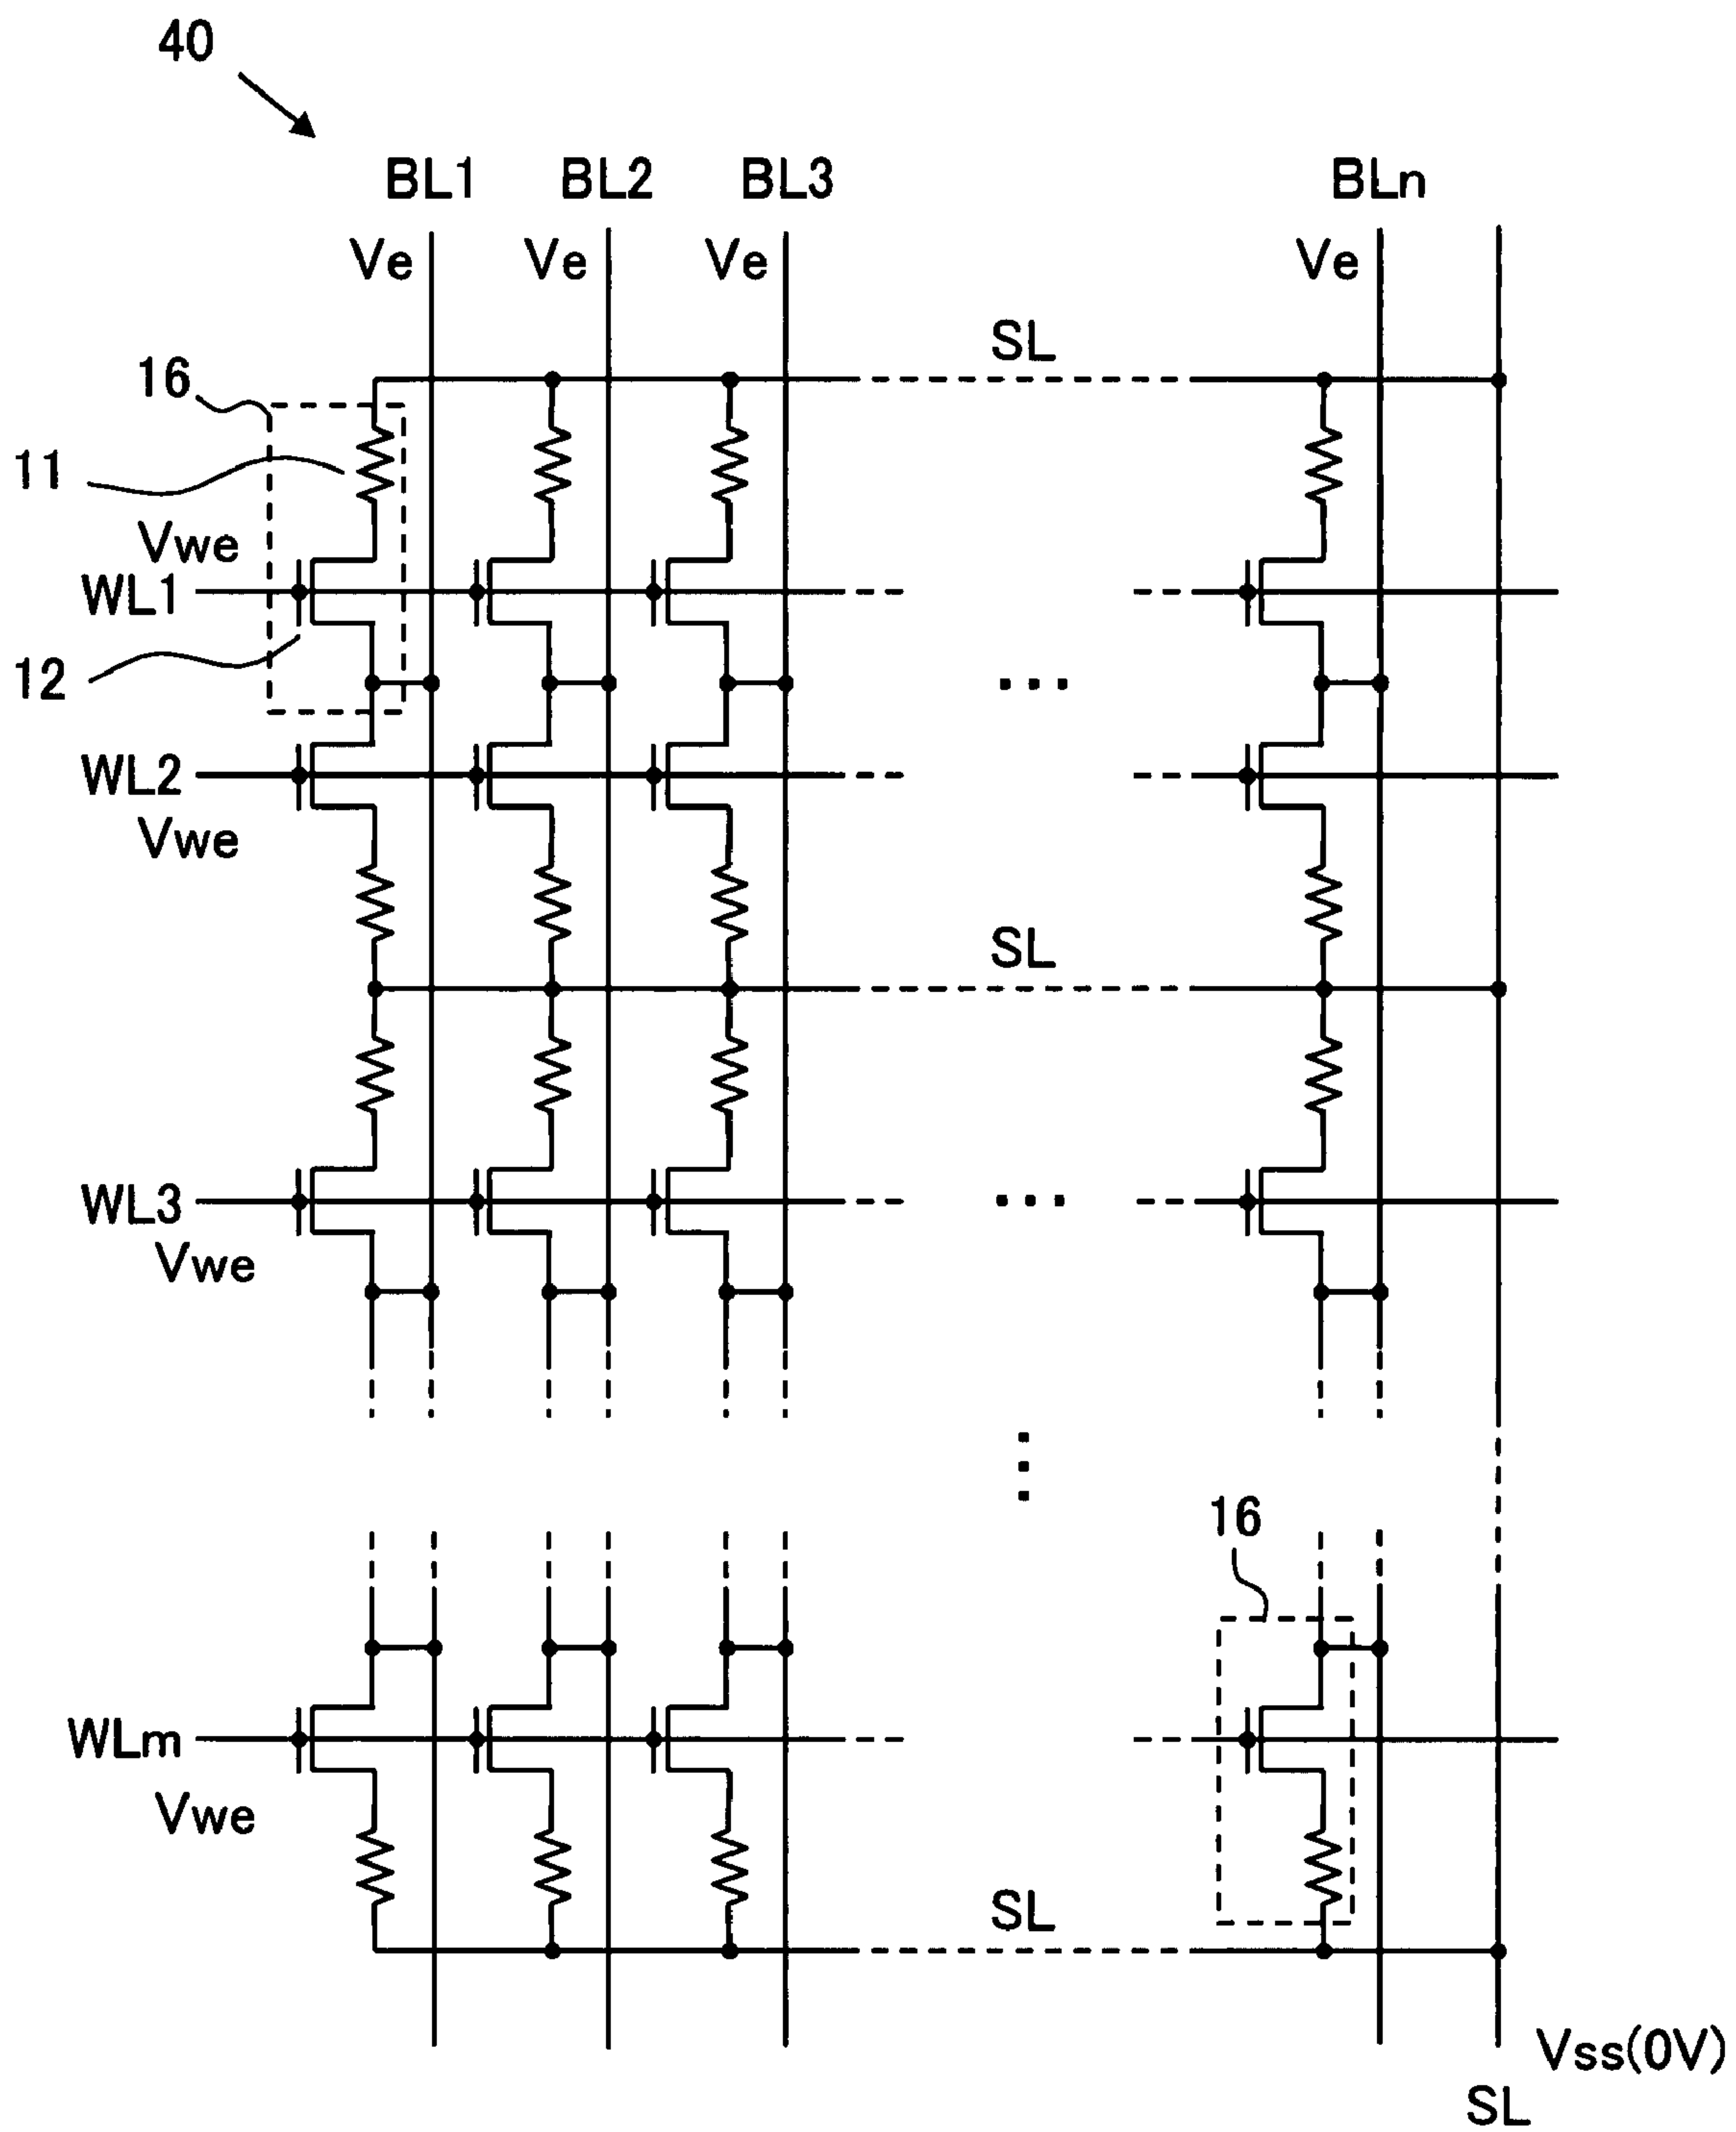 40
BL1 BL2 BL3 BLn
Ve Ve Ve Ve
SL
16
11
Vwe
WL1
12
WL2
Vwe
SL
WL3
Vwe
16
WLm
Vwe
SL
Vss(0V)
SL